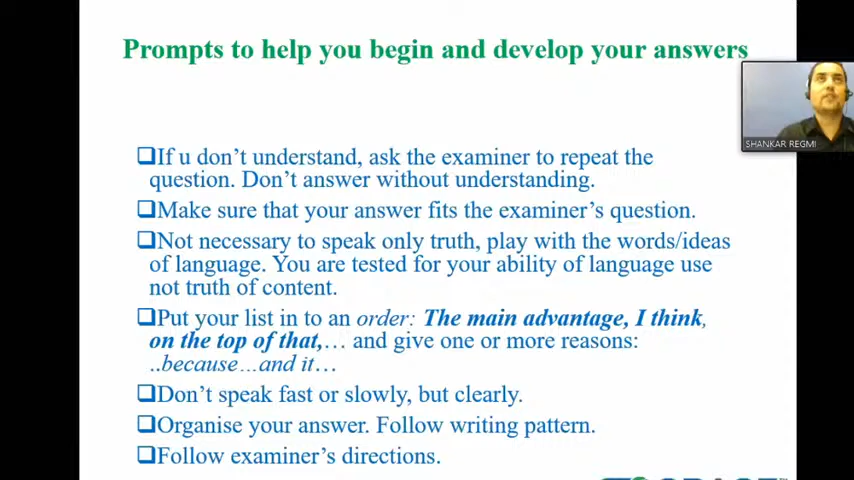 Prompts to help you begin and develop your answers
SHANKAR REGMI
❑If u don't understand, ask the examiner to repeat the
question. Don't answer without understanding.
❑Make sure that your answer fits the examiner's question.
❑Not necessary to speak only truth, play with the words/ideas
of language. You are tested for your ability of language use
not truth of content.
❑Put your list in to an order: The main advantage, I think,
on the top of that,… and give one or more reasons:
..because…and it…
❑Don't speak fast or slowly, but clearly.
❑Organise your answer. Follow writing pattern.
❑Follow examiner's directions.